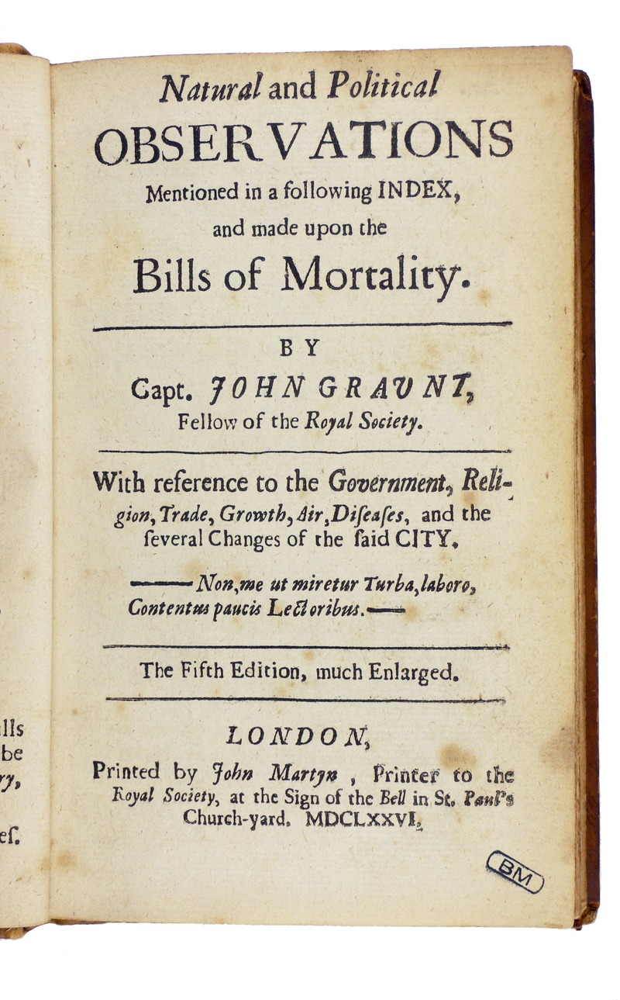 Natural and Political
OBSERVATIONS
Mentioned in a following INDEX,
and made upon the
Bills of Mortality.
BY
Capt. JOHN GRAUNT,
Fellow of the Royal Society.
With reference to the Government, Reli-
gion, Trade, Growth, Air, Diſeaſes, and the
ſeveral Changes of the ſaid CITY.
—— Non, me ut miretur Turba, laboro,
Contentus paucis Lectoribus. ——
The Fifth Edition, much Enlarged.
LONDON,
Printed by John Martyn , Printer to the
Royal Society, at the Sign of the Bell in St. Paul's
Church-yard. MDCLXXVI.
BM
lls
be
ry,
eſ.